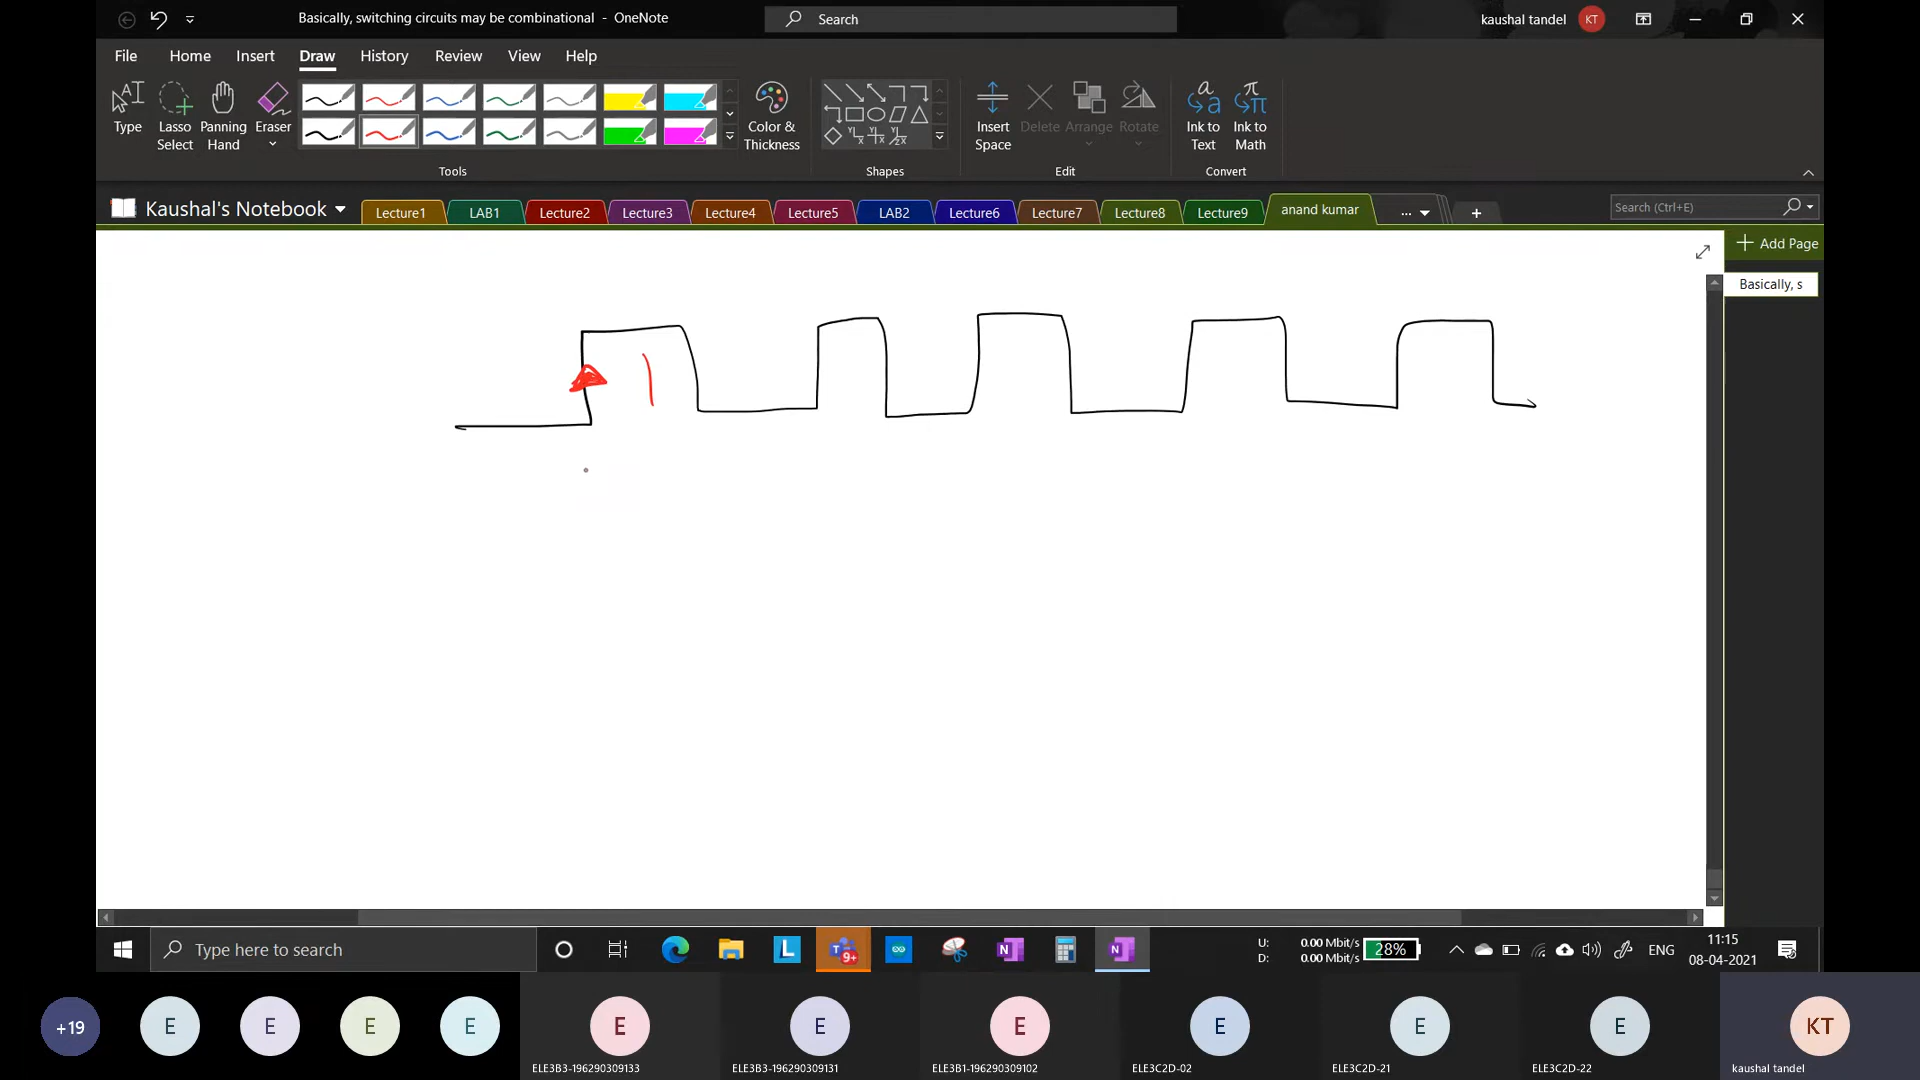 Basically, switching circuits may be combinational - OneNote
Search
kaushal tandel
KT
File Home Insert Draw History Review View Help
Type
Lasso Select
Panning Hand
Eraser
Color & Thickness
Insert Space
Delete
Arrange
Rotate
Ink to Text
Ink to Math
Tools
Shapes
Edit
Convert
Kaushal's Notebook
Lecture1 LAB1 Lecture2 Lecture3 Lecture4 Lecture5 LAB2 Lecture6 Lecture7 Lecture8 Lecture9 anand kumar ... +
Search (Ctrl+E)
Add Page
Basically, s
1
Type here to search
9+
U: 0.00 Mbit/s
D: 0.00 Mbit/s
28%
ENG
11:15
08-04-2021
+19 E E E E E E E E E E KT
ELE3B3-196290309133
ELE3B3-196290309131
ELE3B1-196290309102
ELE3C2D-02
ELE3C2D-21
ELE3C2D-22
kaushal tandel